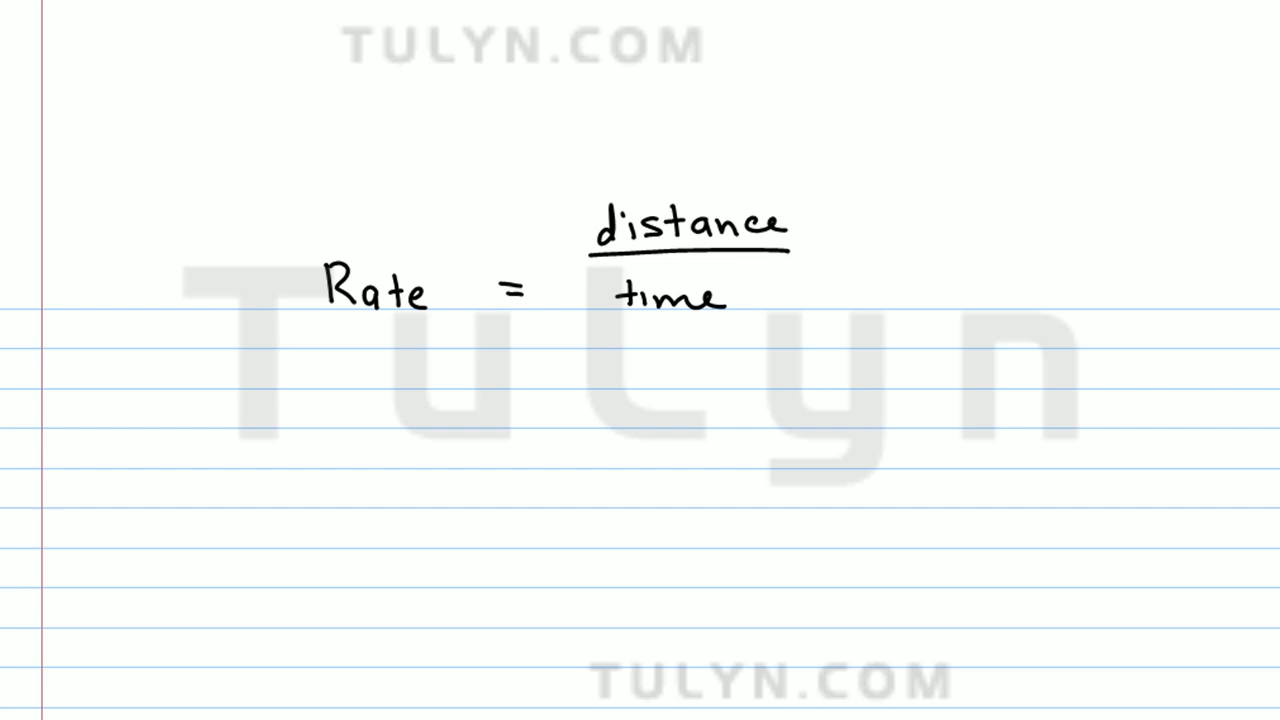 TULYN.COM
distance
Rate = time
Tulyn
TULYN.COM